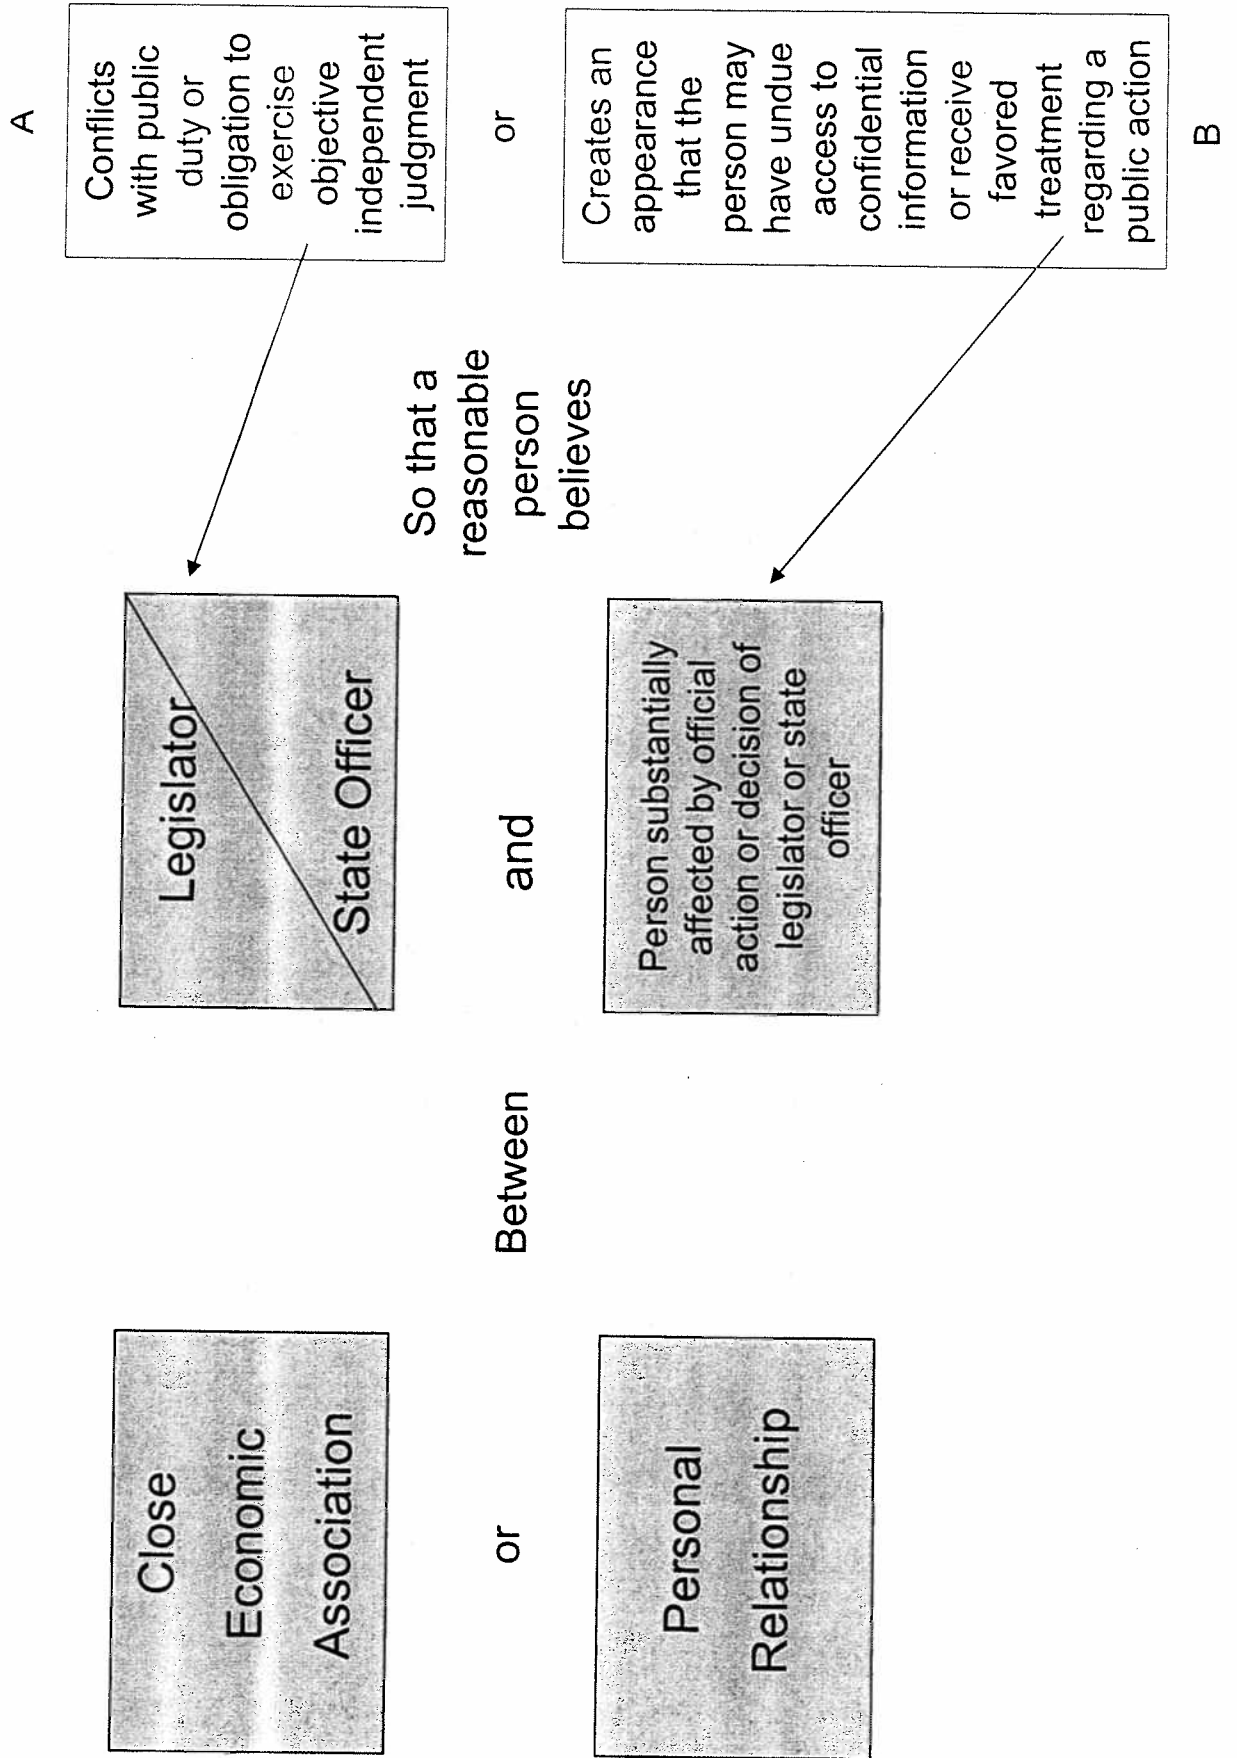 Close
Economic
Association
or
Personal
Relationship
Between
Legislator
State Officer
and
Person substantially
affected by official
action or decision of
legislator or state
officer
So that a
reasonable
person
believes
A
Conflicts
with public
duty or
obligation to
exercise
objective
independent
judgment
or
Creates an
appearance
that the
person may
have undue
access to
confidential
information
or receive
favored
treatment
regarding a
public action
B